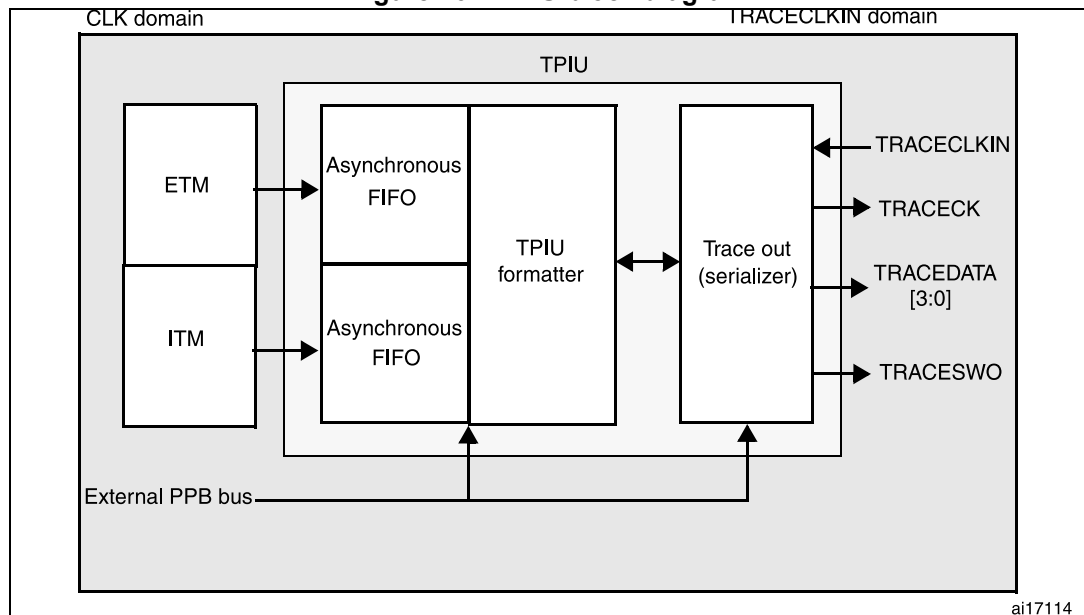 CLK domain
TRACECLKIN domain
TPIU
ETM
Asynchronous
FIFO
TPIU
formatter
Trace out
(serializer)
TRACECLKIN
TRACECK
TRACEDATA
[3:0]
ITM
Asynchronous
FIFO
TRACESWO
External PPB bus
ai17114